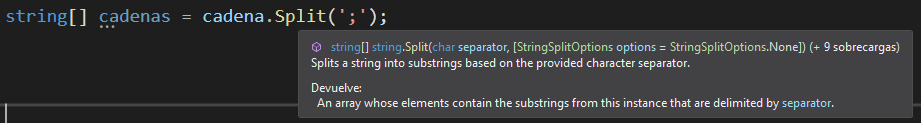 string[] cadenas = cadena.Split(';');
string[] string.Split(char separator, [StringSplitOptions options = StringSplitOptions.None]) (+ 9 sobrecargas)
Splits a string into substrings based on the provided character separator.
Devuelve:
An array whose elements contain the substrings from this instance that are delimited by separator.